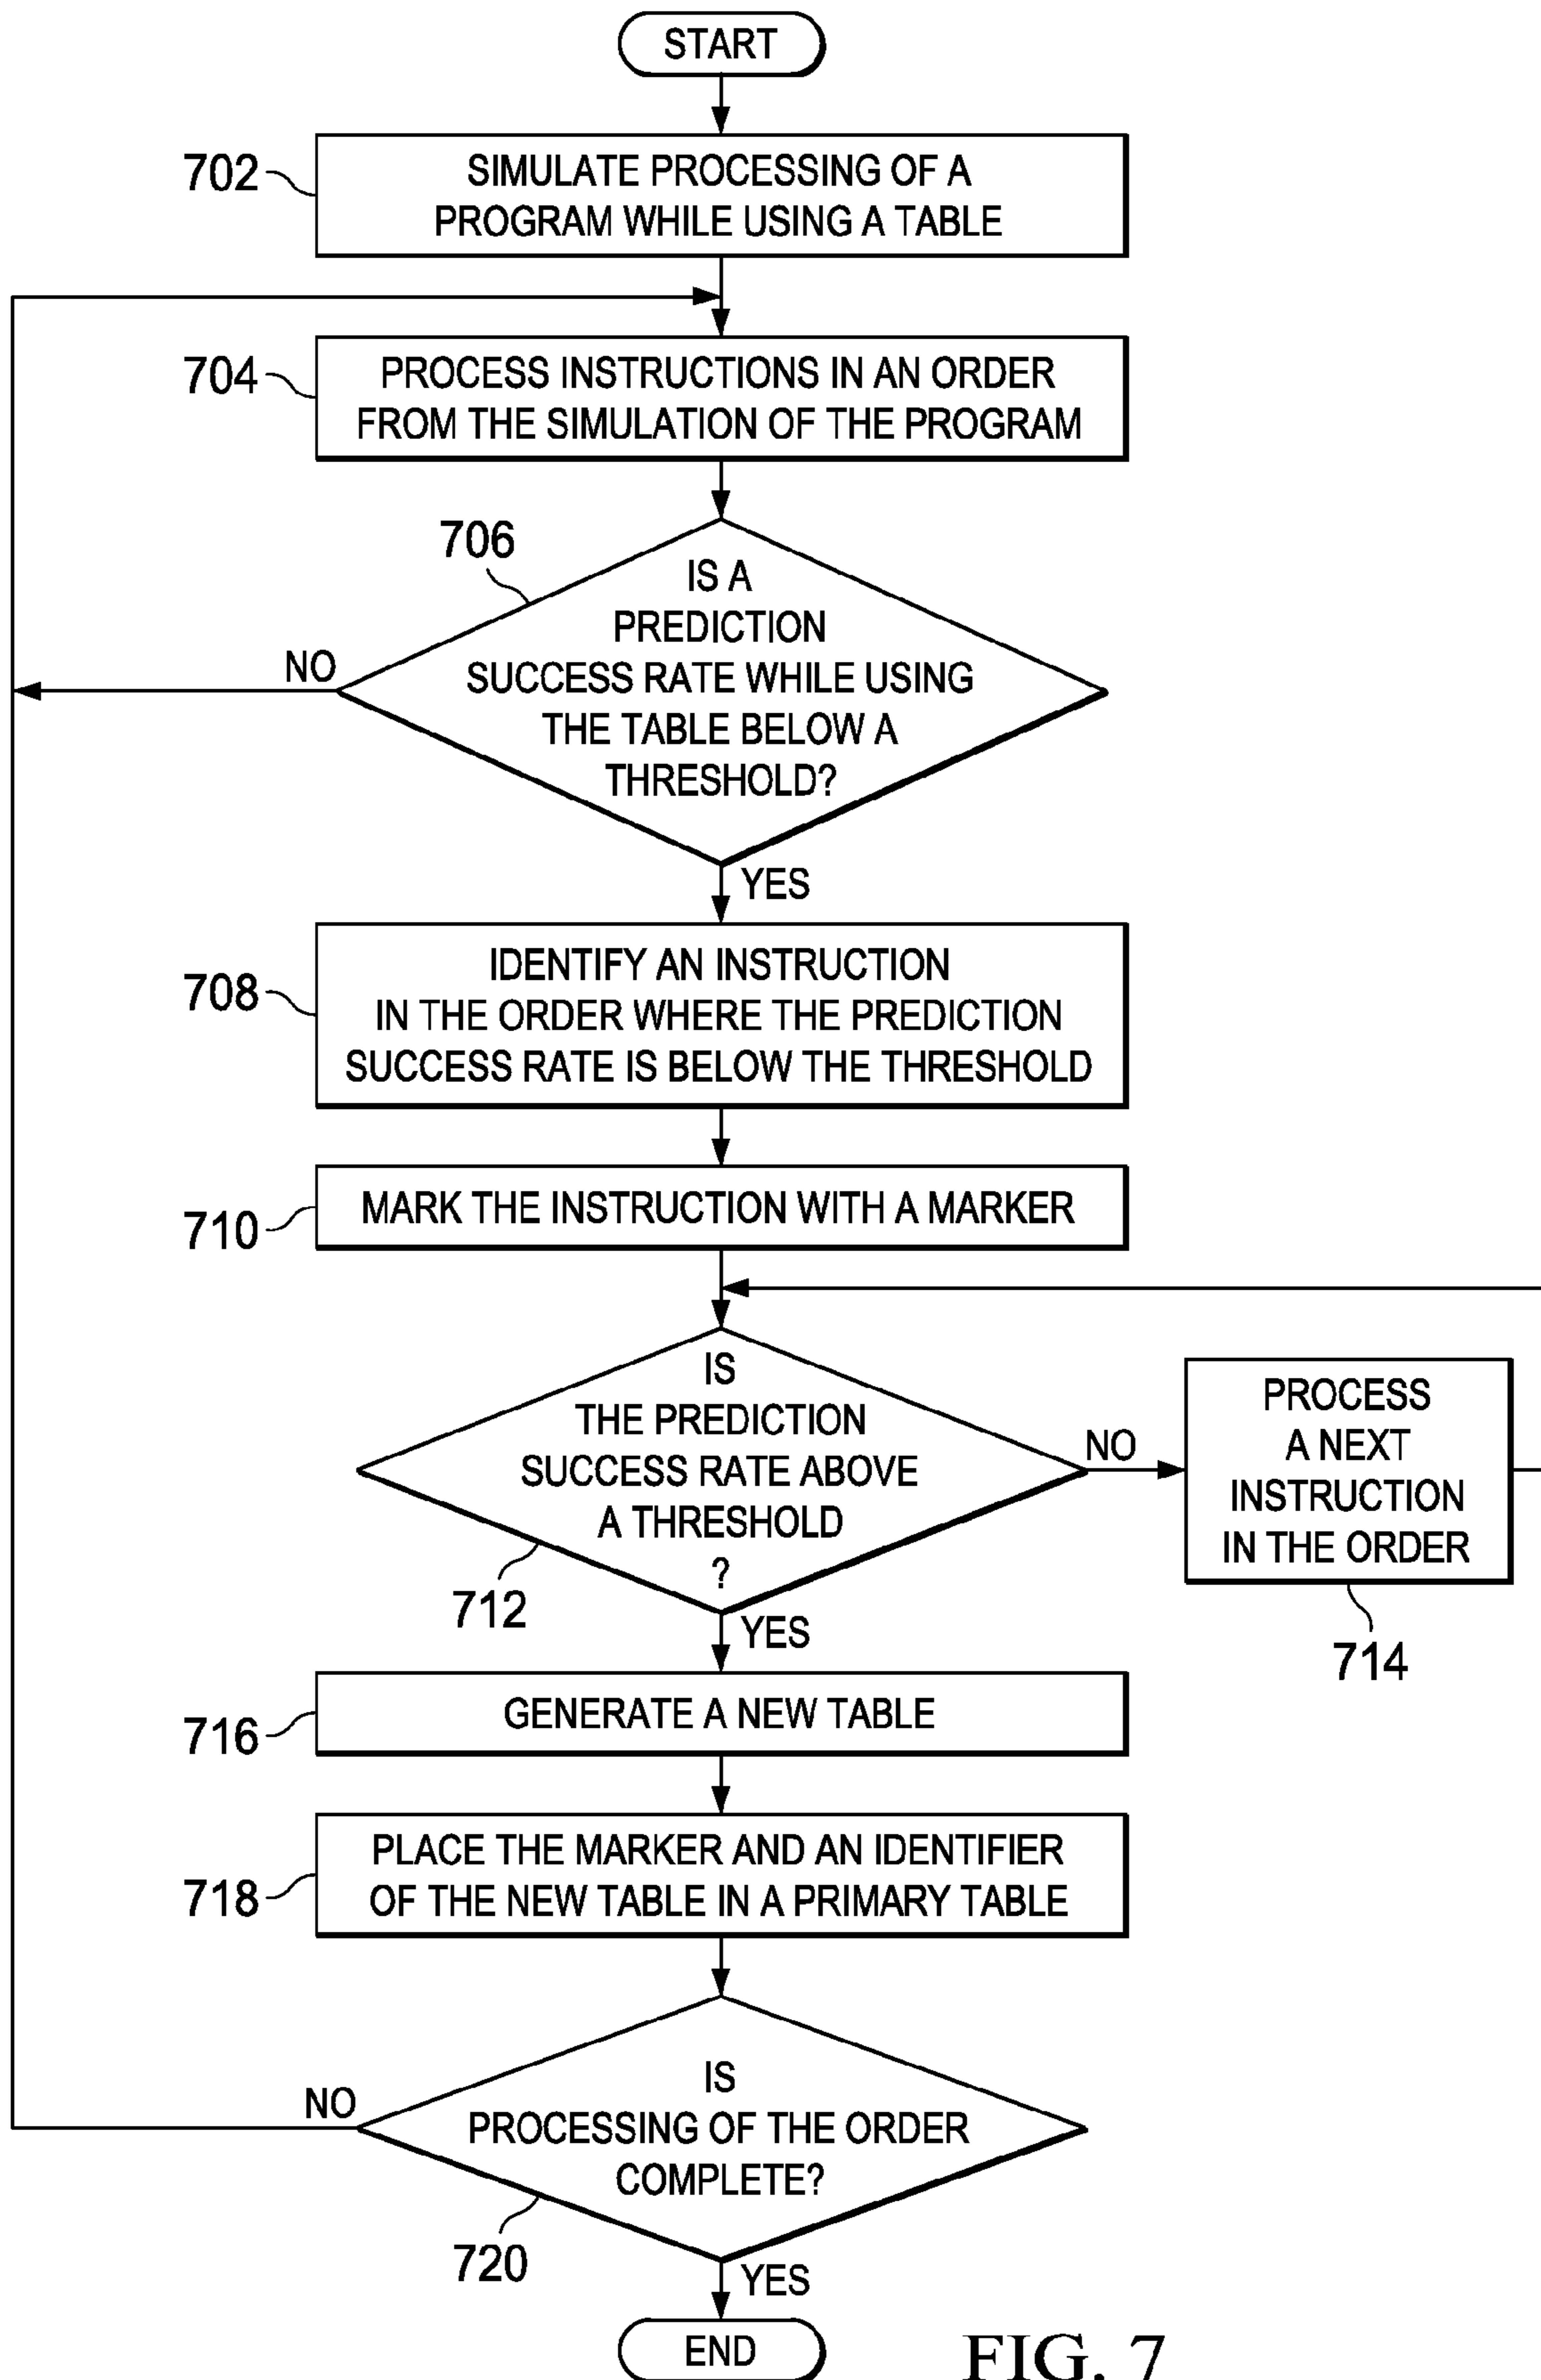 START
702
SIMULATE PROCESSING OF A
PROGRAM WHILE USING A TABLE
704
PROCESS INSTRUCTIONS IN AN ORDER
FROM THE SIMULATION OF THE PROGRAM
706
IS A
PREDICTION
SUCCESS RATE WHILE USING
THE TABLE BELOW A
THRESHOLD?
NO
YES
708
IDENTIFY AN INSTRUCTION
IN THE ORDER WHERE THE PREDICTION
SUCCESS RATE IS BELOW THE THRESHOLD
710
MARK THE INSTRUCTION WITH A MARKER
IS
THE PREDICTION
SUCCESS RATE ABOVE
A THRESHOLD
?
712
NO
PROCESS
A NEXT
INSTRUCTION
IN THE ORDER
714
YES
716
GENERATE A NEW TABLE
718
PLACE THE MARKER AND AN IDENTIFIER
OF THE NEW TABLE IN A PRIMARY TABLE
IS
PROCESSING OF THE ORDER
COMPLETE?
NO
720
YES
END
FIG. 7